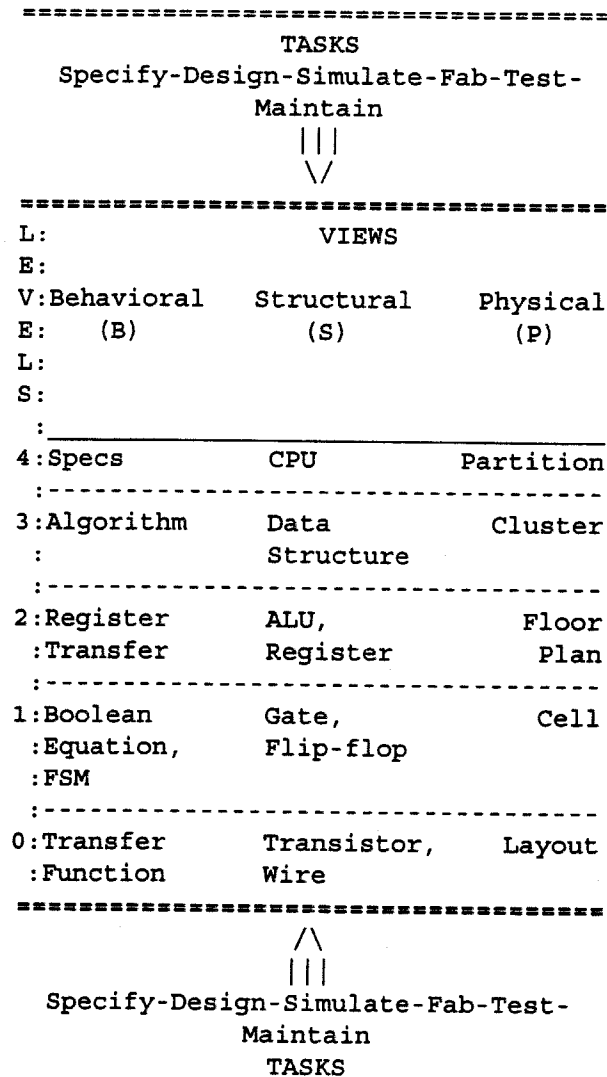 ======================================
TASKS
Specify-Design-Simulate-Fab-Test-
Maintain
|||
\/
======================================
L: VIEWS
E:
V:Behavioral Structural Physical
E: (B) (S) (P)
L:
S:
:
4:Specs CPU Partition
:------------------------------------
3:Algorithm Data Cluster
: Structure
:------------------------------------
2:Register ALU, Floor
:Transfer Register Plan
:------------------------------------
1:Boolean Gate, Cell
:Equation, Flip-flop
:FSM
:------------------------------------
0:Transfer Transistor, Layout
:Function Wire
======================================
/\
|||
Specify-Design-Simulate-Fab-Test-
Maintain
TASKS